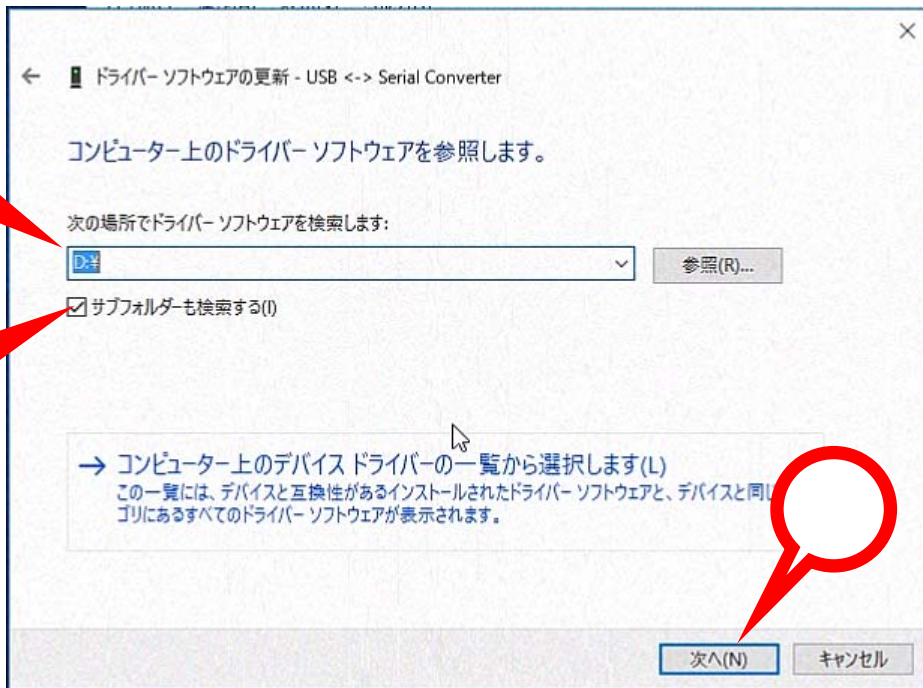 ドライバー ソフトウェアの更新 - USB <-> Serial Converter
コンピューター上のドライバー ソフトウェアを参照します。
次の場所でドライバー ソフトウェアを検索します:
D:¥
参照(R)...
サブフォルダーも検索する(I)
コンピューター上のデバイス ドライバーの一覧から選択します(L)
この一覧には、デバイスと互換性があるインストールされたドライバー ソフトウェアと、デバイスと同じ
ゴリにあるすべてのドライバー ソフトウェアが表示されます。
次へ(N)
キャンセル